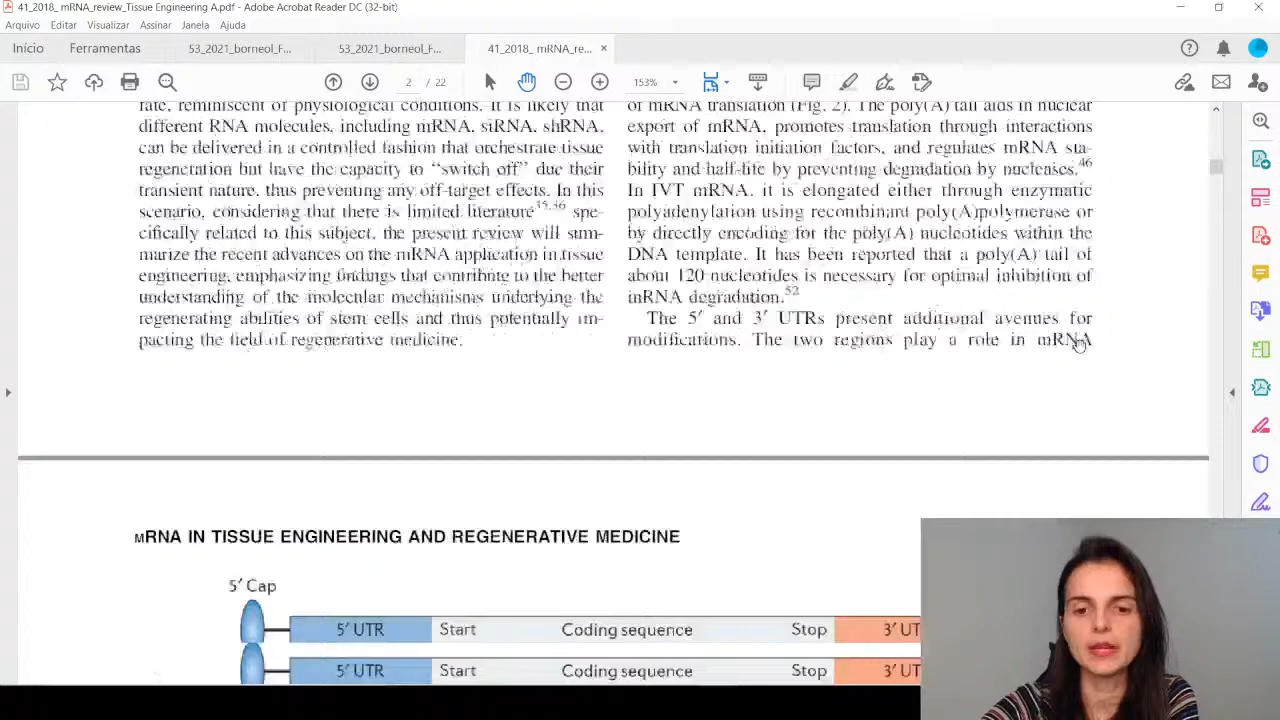 41_2018_ mRNA_review_Tissue Engineering A.pdf - Adobe Acrobat Reader DC (32-bit)
Arquivo Editar Visualizar Assinar Janela Ajuda
Início Ferramentas 53_2021_borneol_F... 53_2021_borneol_F... 41_2018_ mRNA_re... ×
2 / 22 153%
rate, reminiscent of physiological conditions. It is likely that
different RNA molecules, including mRNA, siRNA, shRNA,
can be delivered in a controlled fashion that orchestrate tissue
regeneration but have the capacity to "switch off" due their
transient nature, thus preventing any off-target effects. In this
scenario, considering that there is limited literature spe-
cifically related to this subject, the present review will sum-
marize the recent advances on the mRNA application in tissue
engineering, emphasizing findings that contribute to the better
understanding of the molecular mechanisms underlying the
regenerating abilities of stem cells and thus potentially im-
pacting the field of regenerative medicine.
of mRNA translation (Fig. 2). The poly(A) tail aids in nuclear
export of mRNA, promotes translation through interactions
with translation initiation factors, and regulates mRNA sta-
bility and half-life by preventing degradation by nucleases.46
In IVT mRNA, it is elongated either through enzymatic
polyadenylation using recombinant poly(A)polymerase or
by directly encoding for the poly(A) nucleotides within the
DNA template. It has been reported that a poly(A) tail of
about 120 nucleotides is necessary for optimal inhibition of
mRNA degradation.52
The 5′ and 3′ UTRs present additional avenues for
modifications. The two regions play a role in mRNA
mRNA IN TISSUE ENGINEERING AND REGENERATIVE MEDICINE
5′ Cap
5′ UTR Start Coding sequence Stop 3′ UT
5′ UTR Start Coding sequence Stop 3′ UT